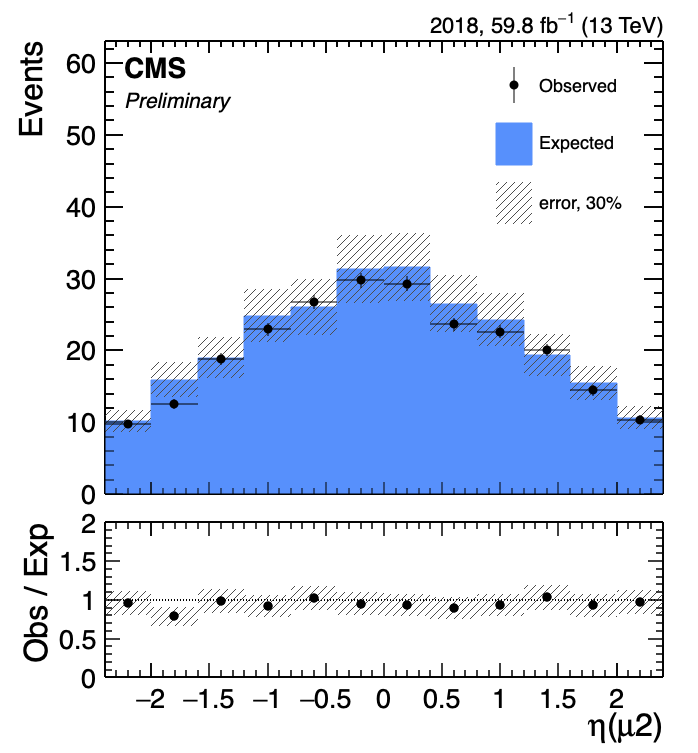 2018, 59.8 fb⁻¹ (13 TeV)
CMS
Preliminary
Events
60
50
40
30
20
10
0
Observed
Expected
error, 30%
Obs / Exp
2
1.5
1
0.5
0
−2 −1.5 −1 −0.5 0 0.5 1 1.5 2
η(μ2)